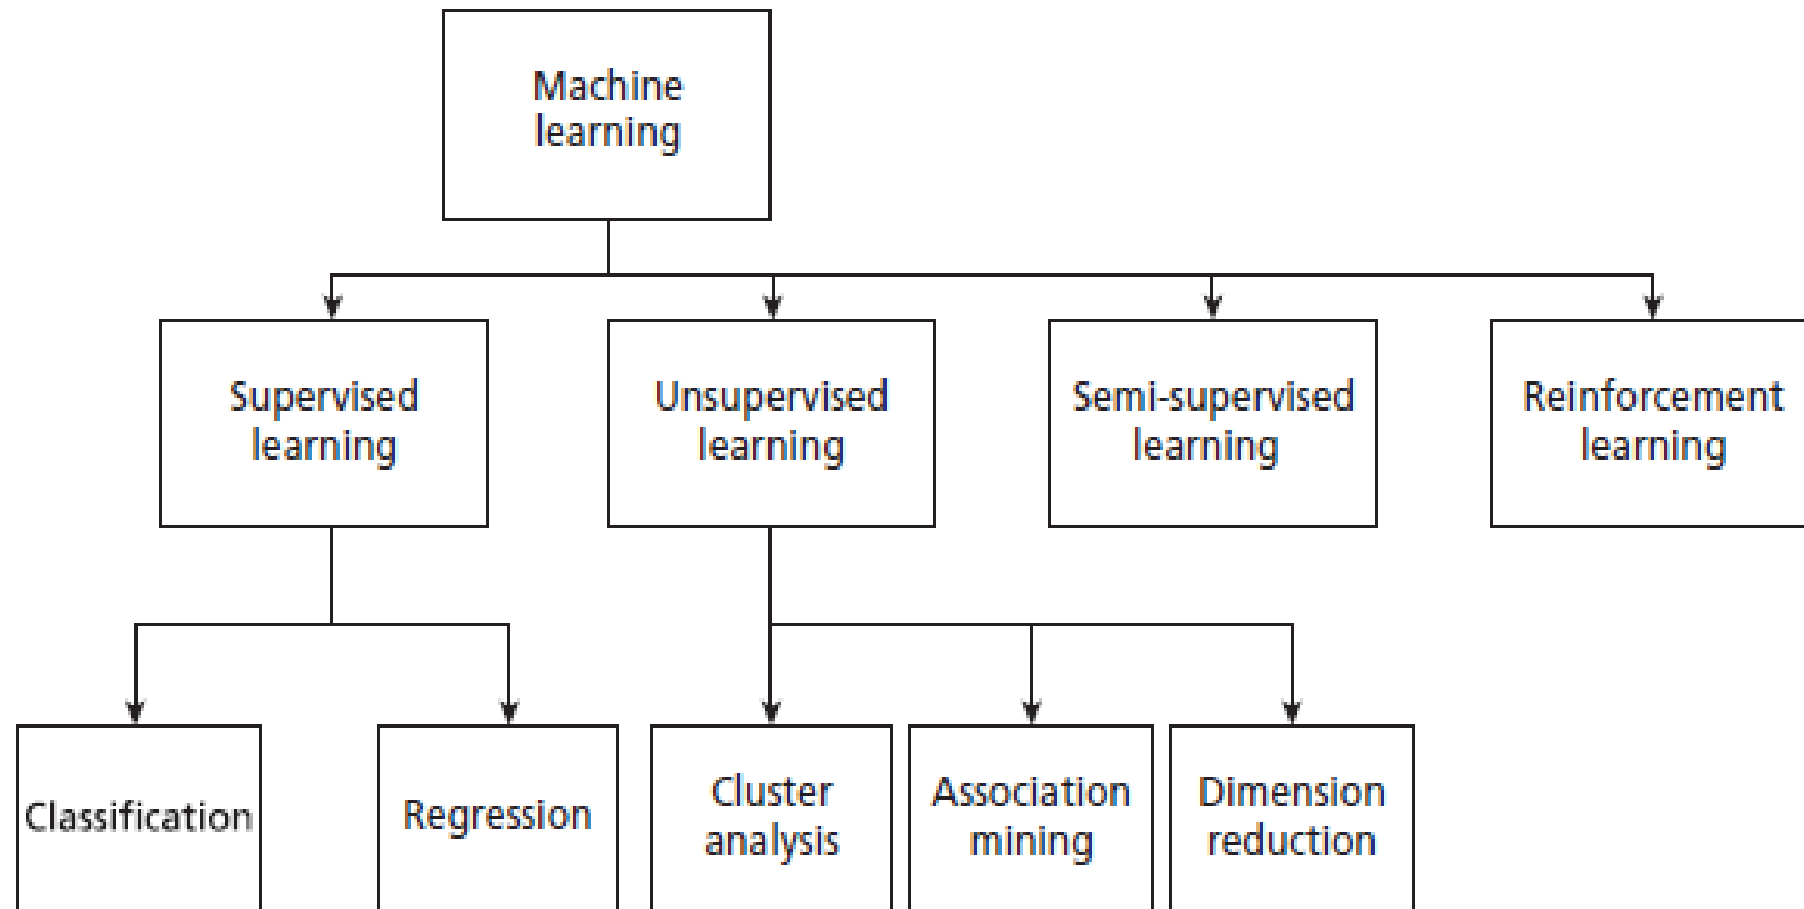 Machine
learning
Supervised
learning
Unsupervised
learning
Semi-supervised
learning
Reinforcement
learning
Classification
Regression
Cluster
analysis
Association
mining
Dimension
reduction